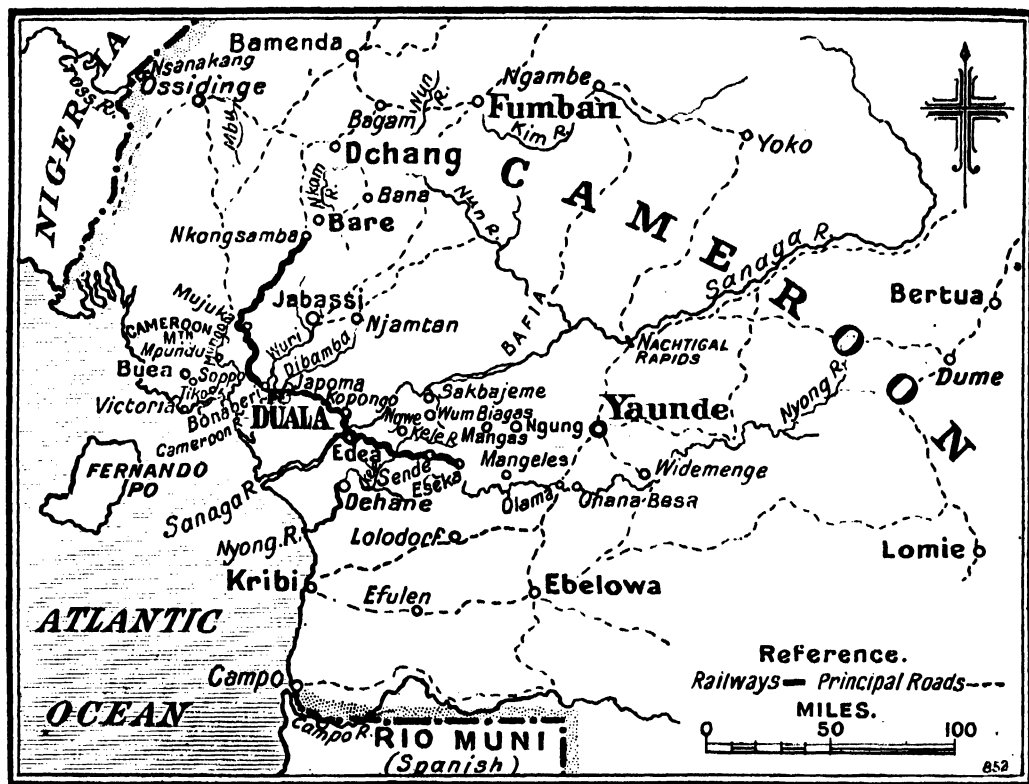 NIGERIA
Cross R.
Nsanakang
Ossidinge
Bamenda
Mbun
Bagam
Nun R.
Ngambe
Fumban
Kim R.
Yoko
Dchang
CAMEROON
Nkam R.
Bana
Bare
Nun R.
Nkongsamba
Sanaga R.
Mujuka
Jabassi
Njamtan
BAFIA
Bertua
CAMEROON MTN
Mungo
Mpundu
Wuri
Dibamba
NACHTIGAL RAPIDS
Dume
Buea
Soppo
Tiko
Victoria
Bonaberi
Japoma
Kopongo
Sakbajeme
DUALA
Wum Biagas
Ngwe
Kele R.
Mangas
Ngung
Yaunde
Nyong R.
Cameroon R.
Edea
FERNANDO PO
Sende
Eseka
Mangeles
Widemenge
Sanaga R.
Dehane
Olama
Ohana Besa
Nyong. R.
Lolodorf
Lomie
Kribi
Efulen
Ebelowa
ATLANTIC
OCEAN
Campo
Campo R.
RIO MUNI
(Spanish)
Reference.
Railways Principal Roads
MILES.
0 50 100
852